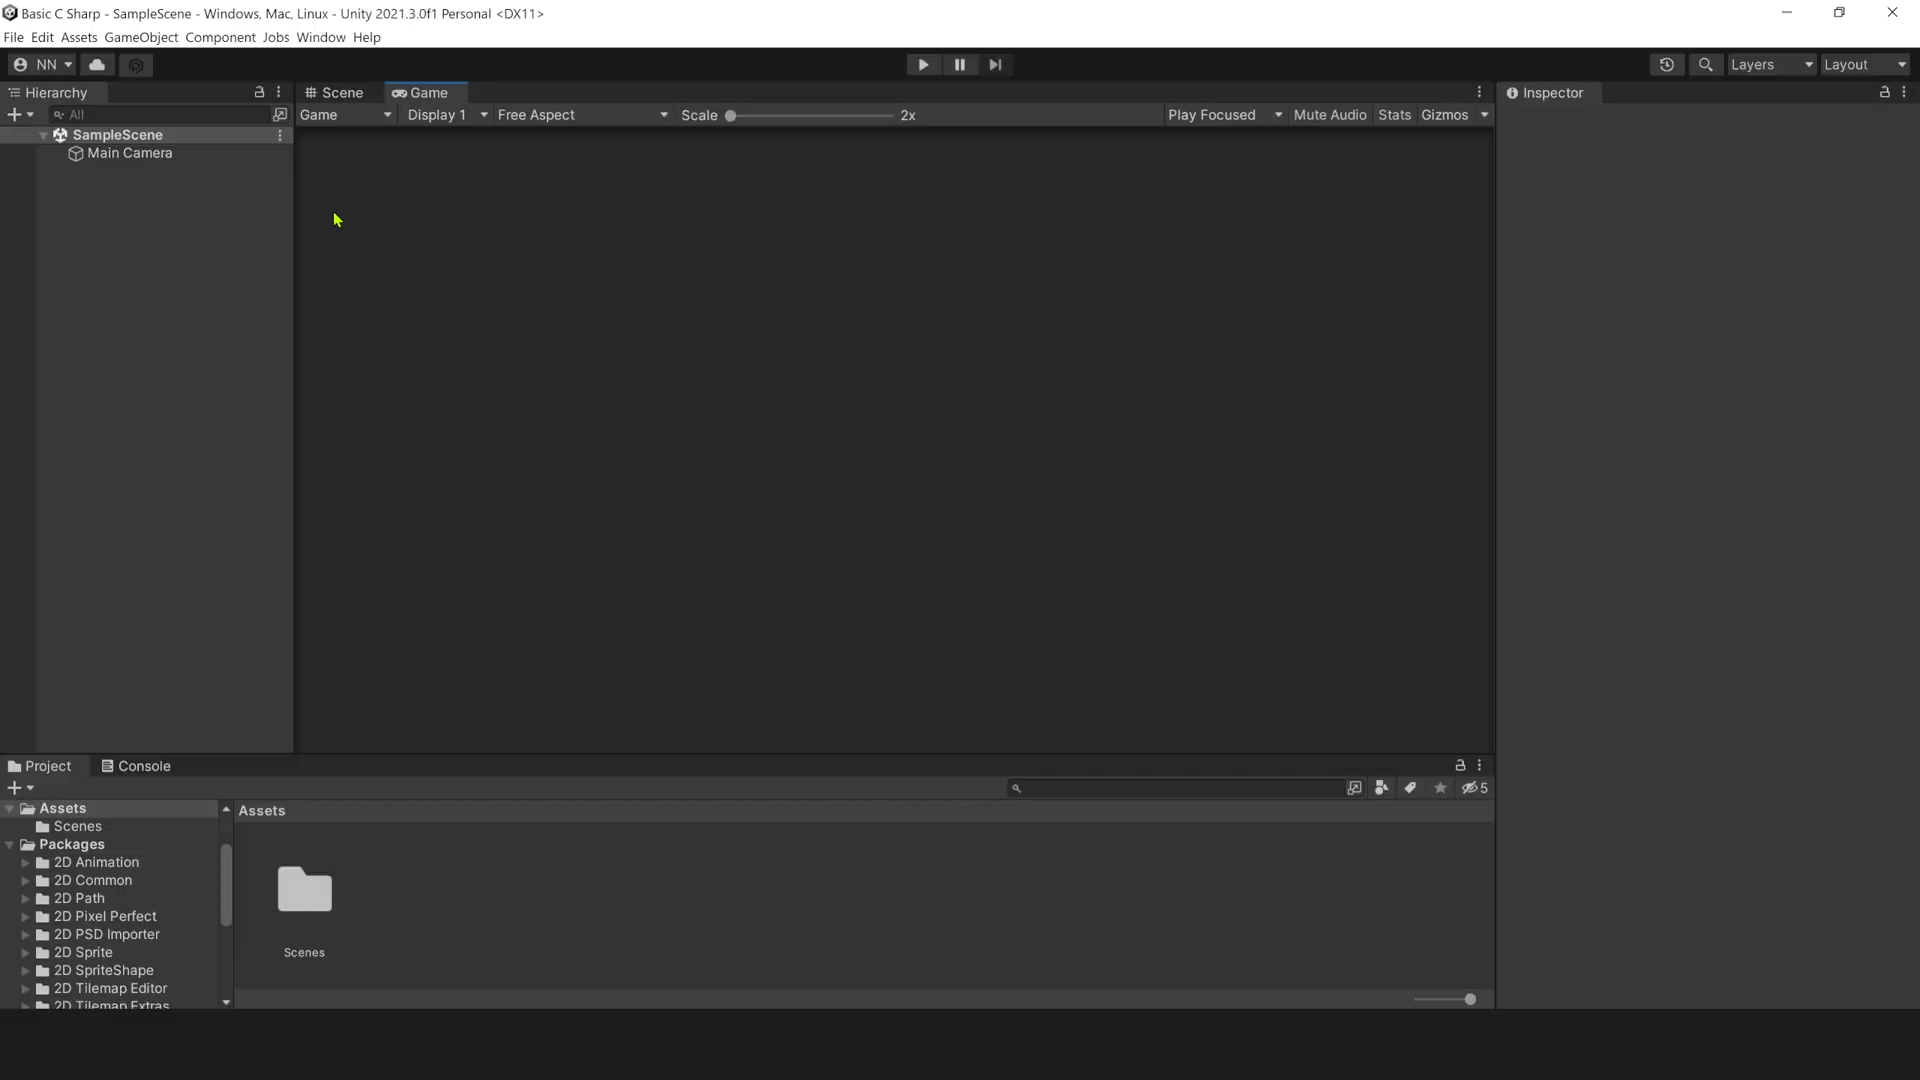 Basic C Sharp - SampleScene - Windows, Mac, Linux - Unity 2021.3.0f1 Personal <DX11>
File Edit Assets GameObject Component Jobs Window Help
NN
Layers Layout
Hierarchy
Scene Game
Inspector
All
Game Display 1 Free Aspect Scale 2x Play Focused Mute Audio Stats Gizmos
SampleScene
Main Camera
Project Console
5
Assets
Scenes
Packages
2D Animation
2D Common
2D Path
2D Pixel Perfect
2D PSD Importer
2D Sprite
2D SpriteShape
2D Tilemap Editor
2D Tilemap Extras
Assets
Scenes